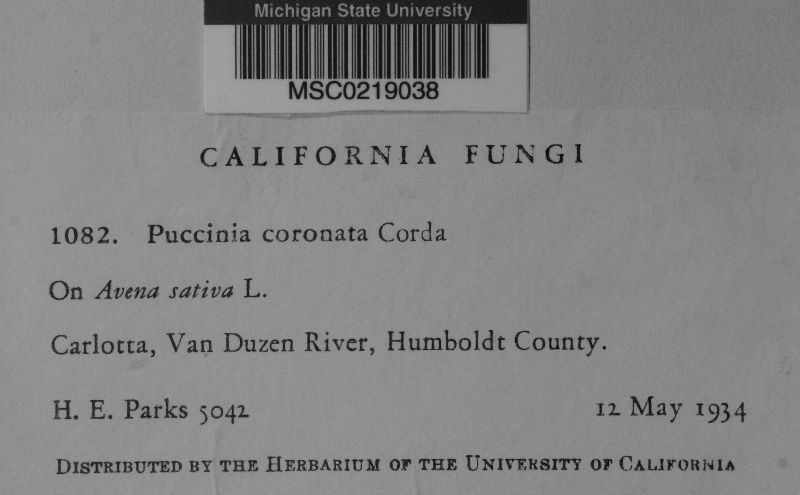 Michigan State University
MSC0219038
CALIFORNIA FUNGI
1082. Puccinia coronata Corda
On Avena sativa L.
Carlotta, Van Duzen River, Humboldt County.
H. E. Parks 5042 12 May 1934
DISTRIBUTED BY THE HERBARIUM OF THE UNIVERSITY OF CALIFORNIA